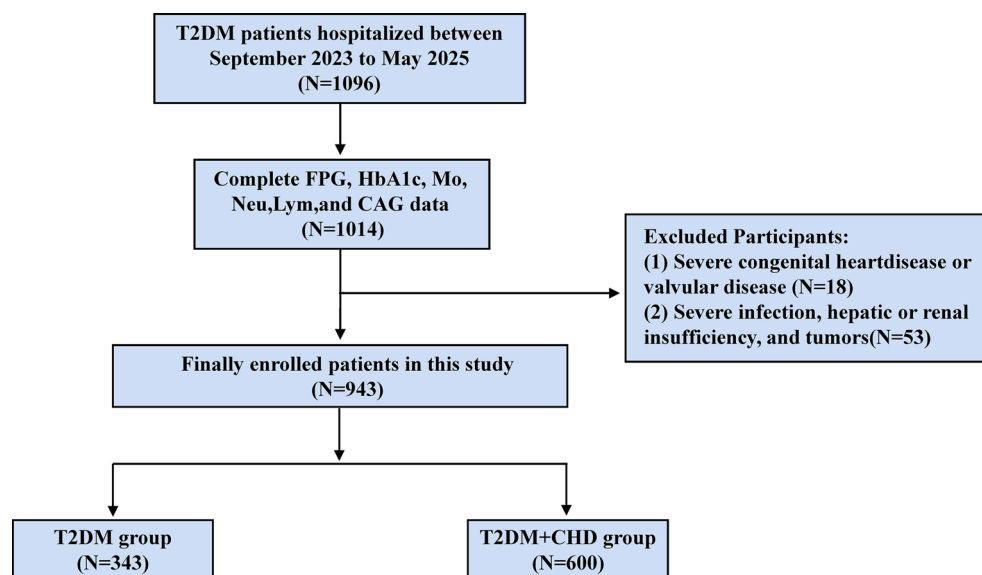 T2DM patients hospitalized between
September 2023 to May 2025
(N=1096)
Complete FPG, HbA1c, Mo,
Neu,Lym,and CAG data
(N=1014)
Excluded Participants:
(1) Severe congenital heartdisease or
valvular disease (N=18)
(2) Severe infection, hepatic or renal
insufficiency, and tumors(N=53)
Finally enrolled patients in this study
(N=943)
T2DM group
(N=343)
T2DM+CHD group
(N=600)